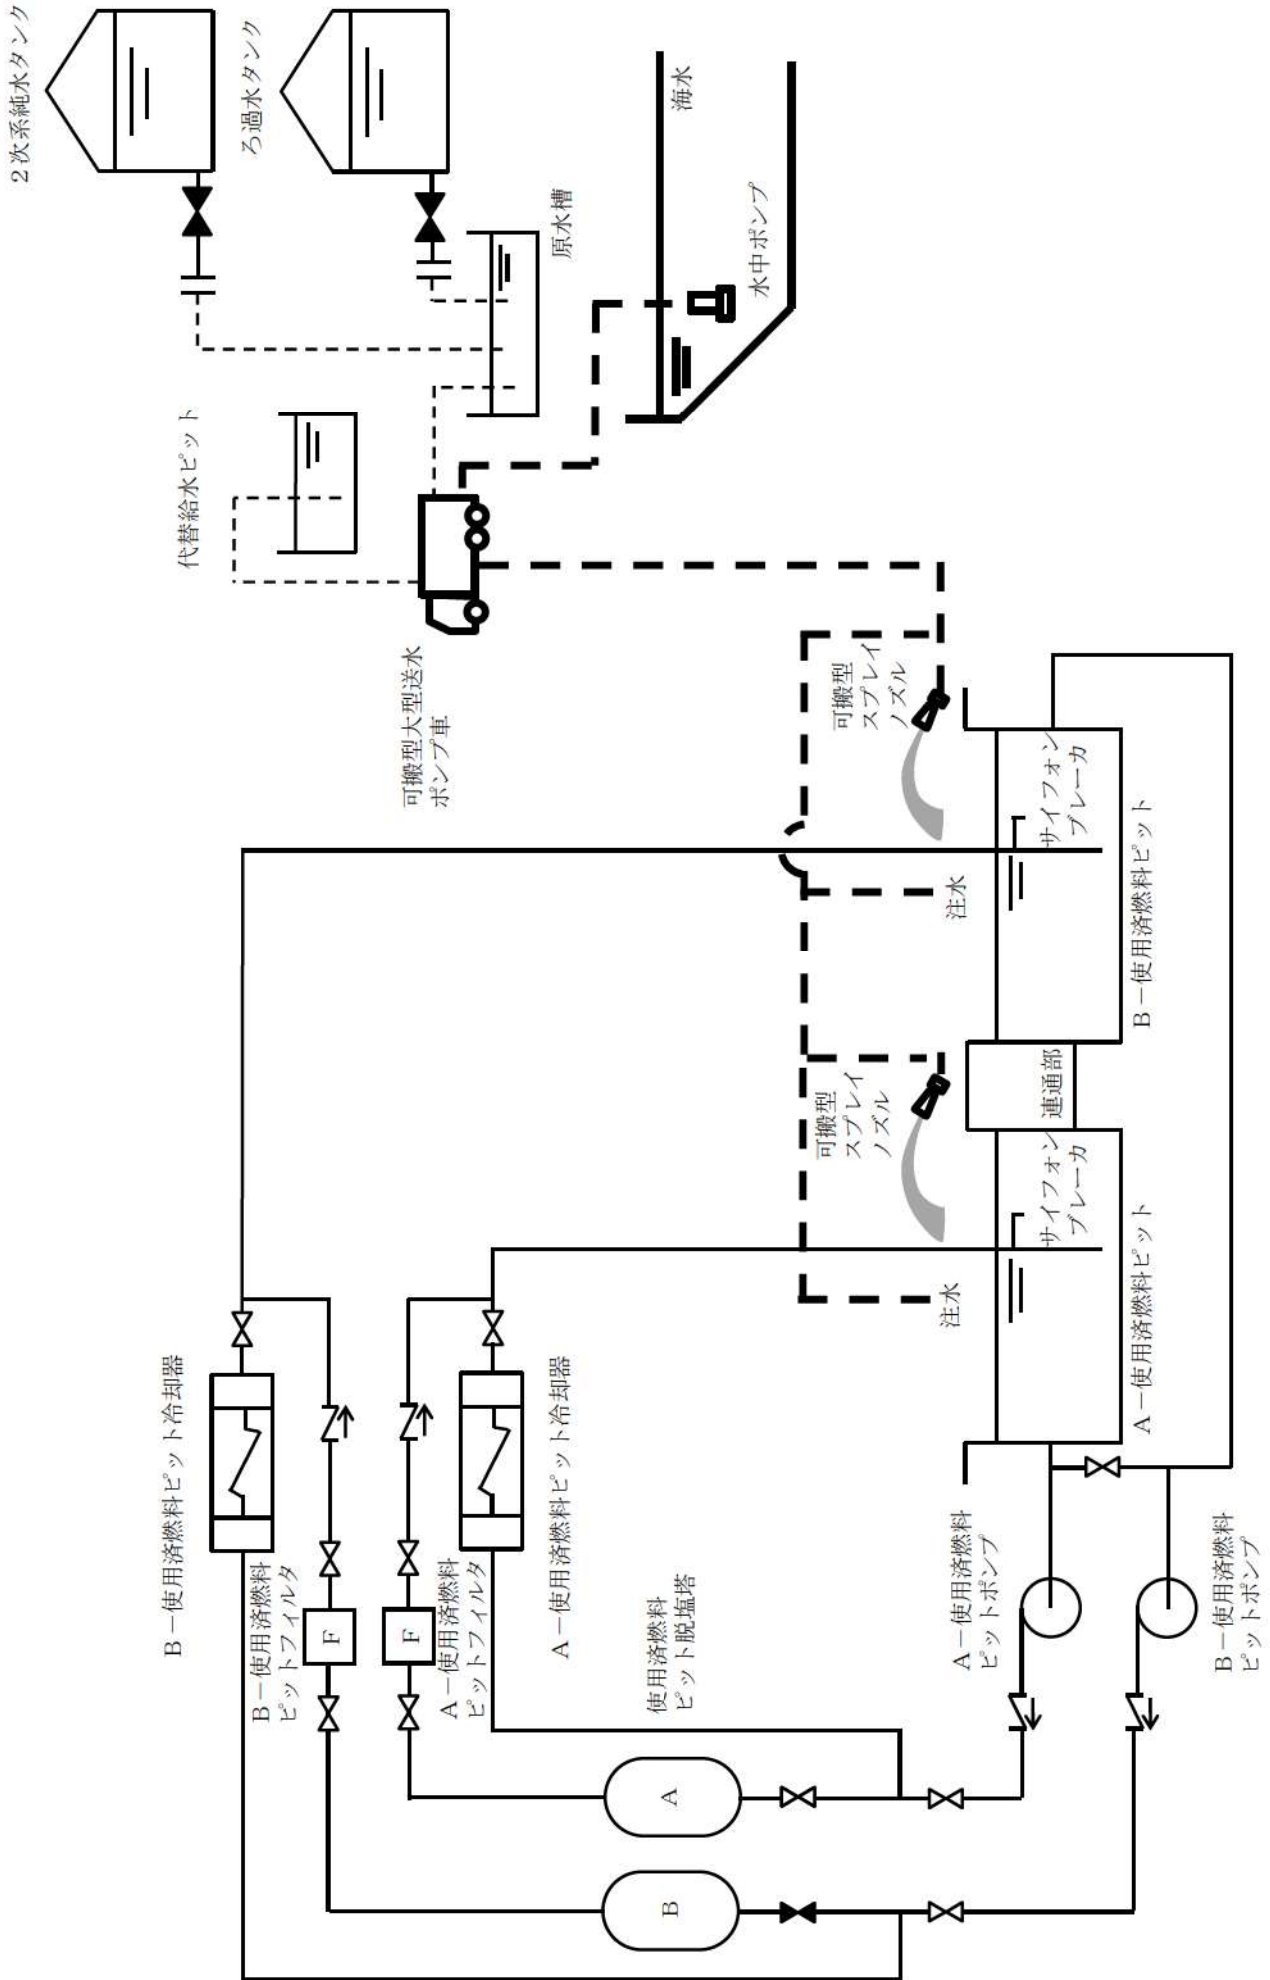 ２次系純水タンク
ろ過水タンク
原水槽
海水
水中ポンプ
代替給水ピット
可搬型大型送水
ポンプ車
可搬型
スプレイ
ノズル
サイフォン
ブレーカ
注水
B－使用済燃料ピット
可搬型
スプレイ
ノズル
連通部
サイフォン
ブレーカ
注水
A－使用済燃料ピット
B－使用済燃料ピット冷却器
A－使用済燃料ピット冷却器
B－使用済燃料
ピットフィルタ
F
A－使用済燃料
ピットフィルタ
F
使用済燃料
ピット脱塩塔
A
B
A－使用済燃料
ピットポンプ
B－使用済燃料
ピットポンプ